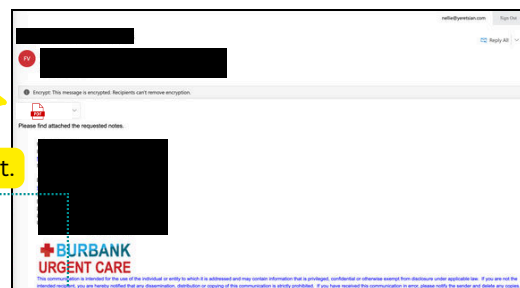 nellie@yeretsian.com Sign Out
Reply All
FV
Encrypt: This message is encrypted. Recipients can't remove encryption.
PDF
Please find attached the requested notes.
t.
BURBANK
URGENT CARE
This communication is intended for the use of the individual or entity to which it is addressed and may contain information that is privileged, confidential or otherwise exempt from disclosure under applicable law. If you are not the
intended recipient, you are hereby notified that any dissemination, distribution or copying of this communication is strictly prohibited. If you have received this communication in error, please notify the sender and delete any copies.